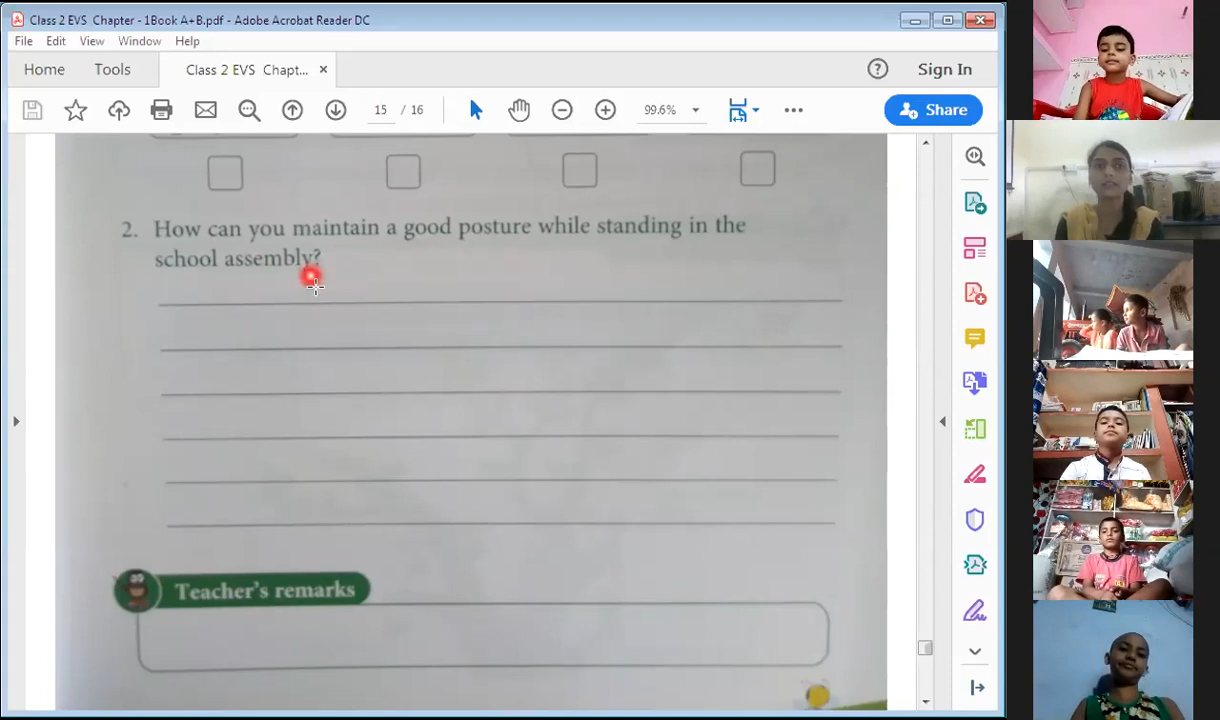 Class 2 EVS Chapter - 1Book A+B.pdf - Adobe Acrobat Reader DC
File Edit View Window Help
Home Tools Class 2 EVS Chapt... × Sign In
15 / 16 99.6% Share
2. How can you maintain a good posture while standing in the
school assembly?
Teacher's remarks